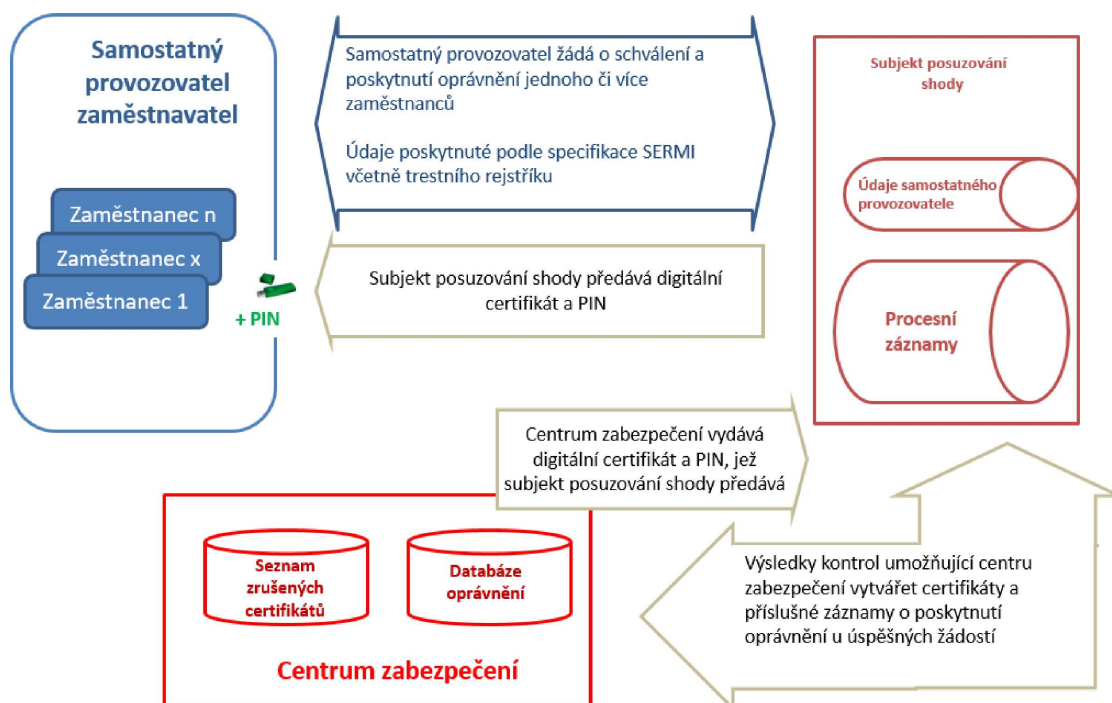 Samostatný
provozovatel
zaměstnavatel
Zaměstnanec n
Zaměstnanec x
Zaměstnanec 1
+ PIN
Samostatný provozovatel žádá o schválení a
poskytnutí oprávnění jednoho či více
zaměstnanců
Údaje poskytnuté podle specifikace SERMI
včetně trestního rejstříku
Subjekt posuzování shody předává digitální
certifikát a PIN
Subjekt posuzování
shody
Údaje samostatného
provozovatele
Procesní
záznamy
Centrum zabezpečení vydává
digitální certifikát a PIN, jež
subjekt posuzování shody předává
Seznam
zrušených
certifikátů
Databáze
oprávnění
Centrum zabezpečení
Výsledky kontrol umožňující centru
zabezpečení vytvářet certifikáty a
příslušné záznamy o poskytnutí
oprávnění u úspěšných žádostí